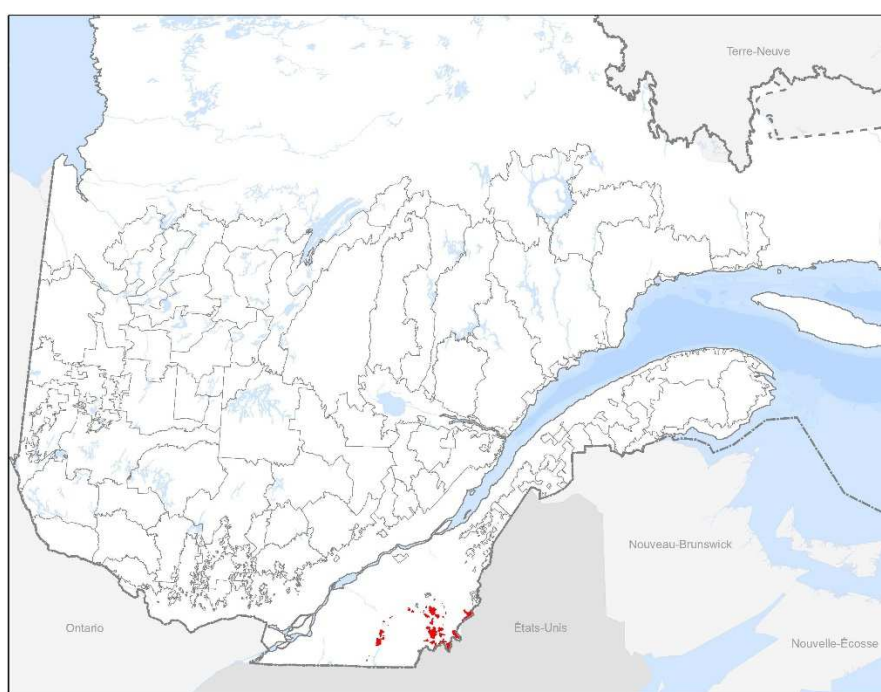 Terre-Neuve
Nouveau-Brunswick
Ontario
États-Unis
Nouvelle-Écosse